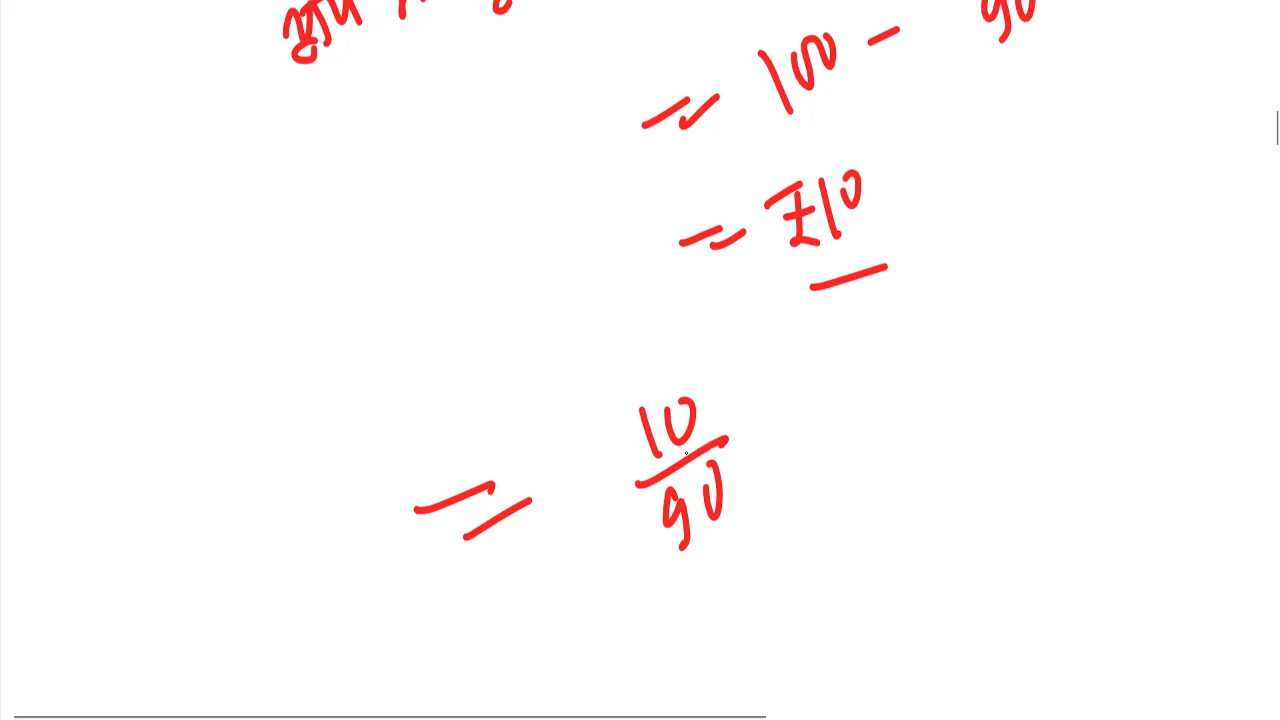 = 100 - 90
= ₹10
= 10/90